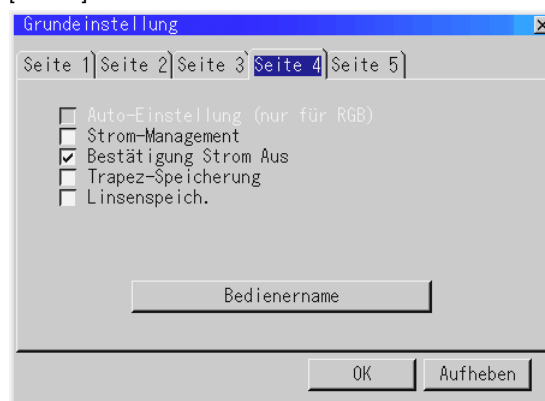 Grundeinstellung
Seite 1 Seite 2 Seite 3 Seite 4 Seite 5
Auto-Einstellung (nur für RGB)
Strom-Management
Bestätigung Strom Aus
Trapez-Speicherung
Linsenspeich.
Bedienername
OK Aufheben